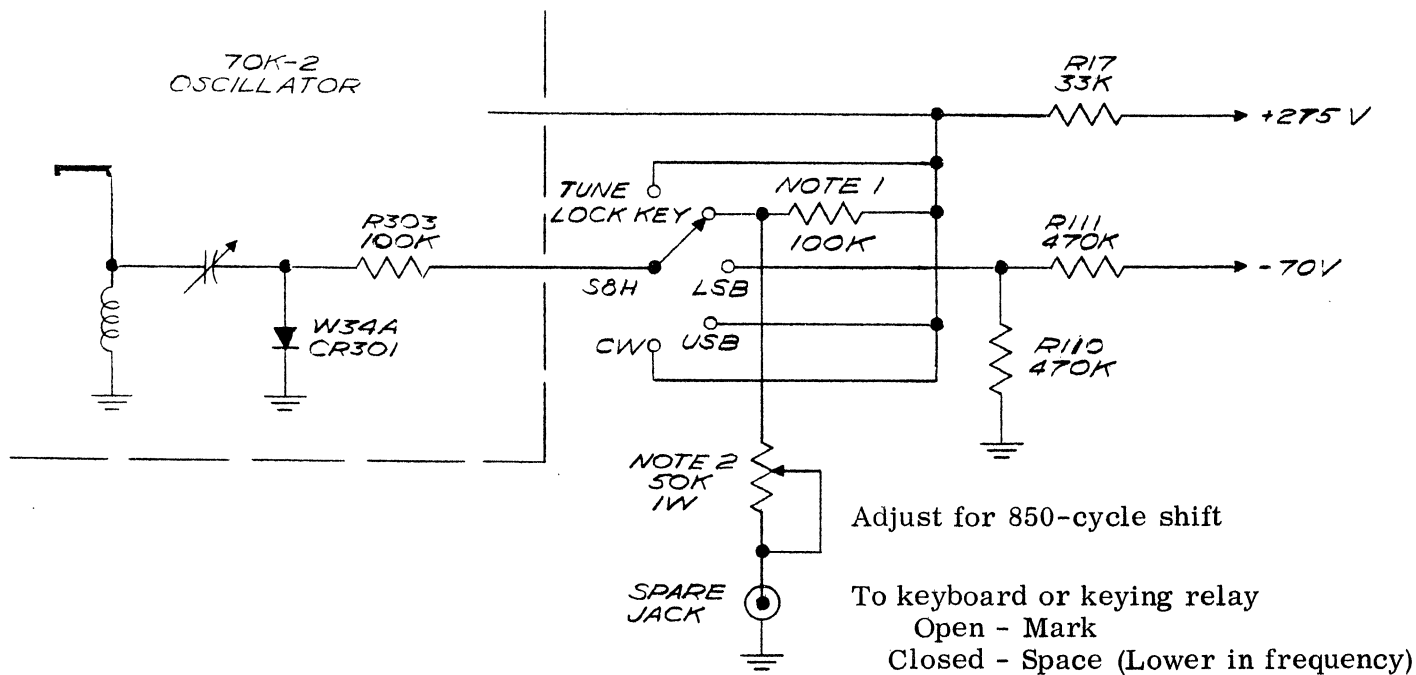 70K-2
OSCILLATOR
R17
33K
+275 V
TUNE
LOCK KEY
NOTE 1
100K
R303
100K
R111
470K
-70V
S8H
LSB
W34A
CR301
CW
USB
R110
470K
NOTE 2
50K
1W
Adjust for 850-cycle shift
SPARE
JACK
To keyboard or keying relay
Open - Mark
Closed - Space (Lower in frequency)